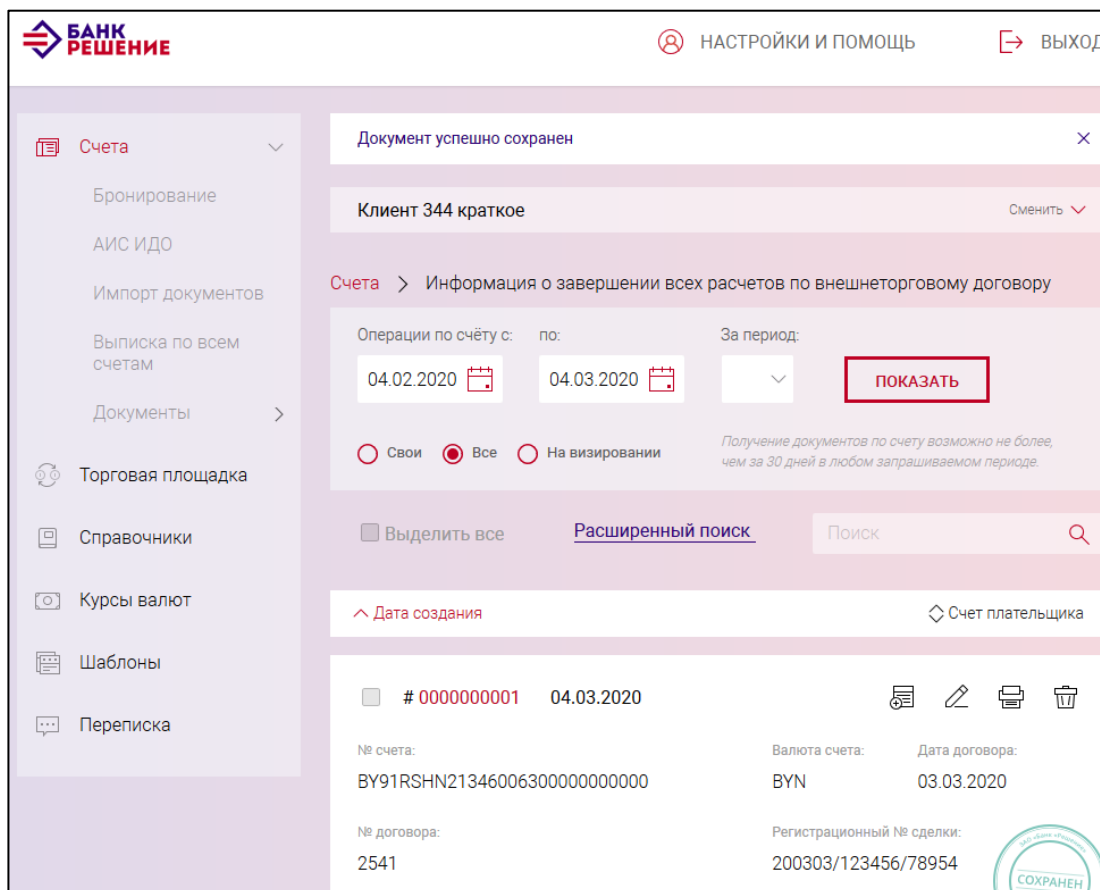 БАНК
РЕШЕНИЕ
НАСТРОЙКИ И ПОМОЩЬ
ВЫХОД
Счета
Бронирование
АИС ИДО
Импорт документов
Выписка по всем
счетам
Документы
Торговая площадка
Справочники
Курсы валют
Шаблоны
Переписка
Документ успешно сохранен
Клиент 344 краткое
Сменить
Счета > Информация о завершении всех расчетов по внешнеторговому договору
Операции по счёту с: по: За период:
04.02.2020 04.03.2020 ПОКАЗАТЬ
Свои Все На визировании
Получение документов по счету возможно не более,
чем за 30 дней в любом запрашиваемом периоде.
Выделить все Расширенный поиск Поиск
Дата создания Счет плательщика
# 0000000001 04.03.2020
№ счета: Валюта счета: Дата договора:
BY91RSHN21346006300000000000 BYN 03.03.2020
№ договора: Регистрационный № сделки:
2541 200303/123456/78954
ЗАО «Банк «Решение»
СОХРАНЕН